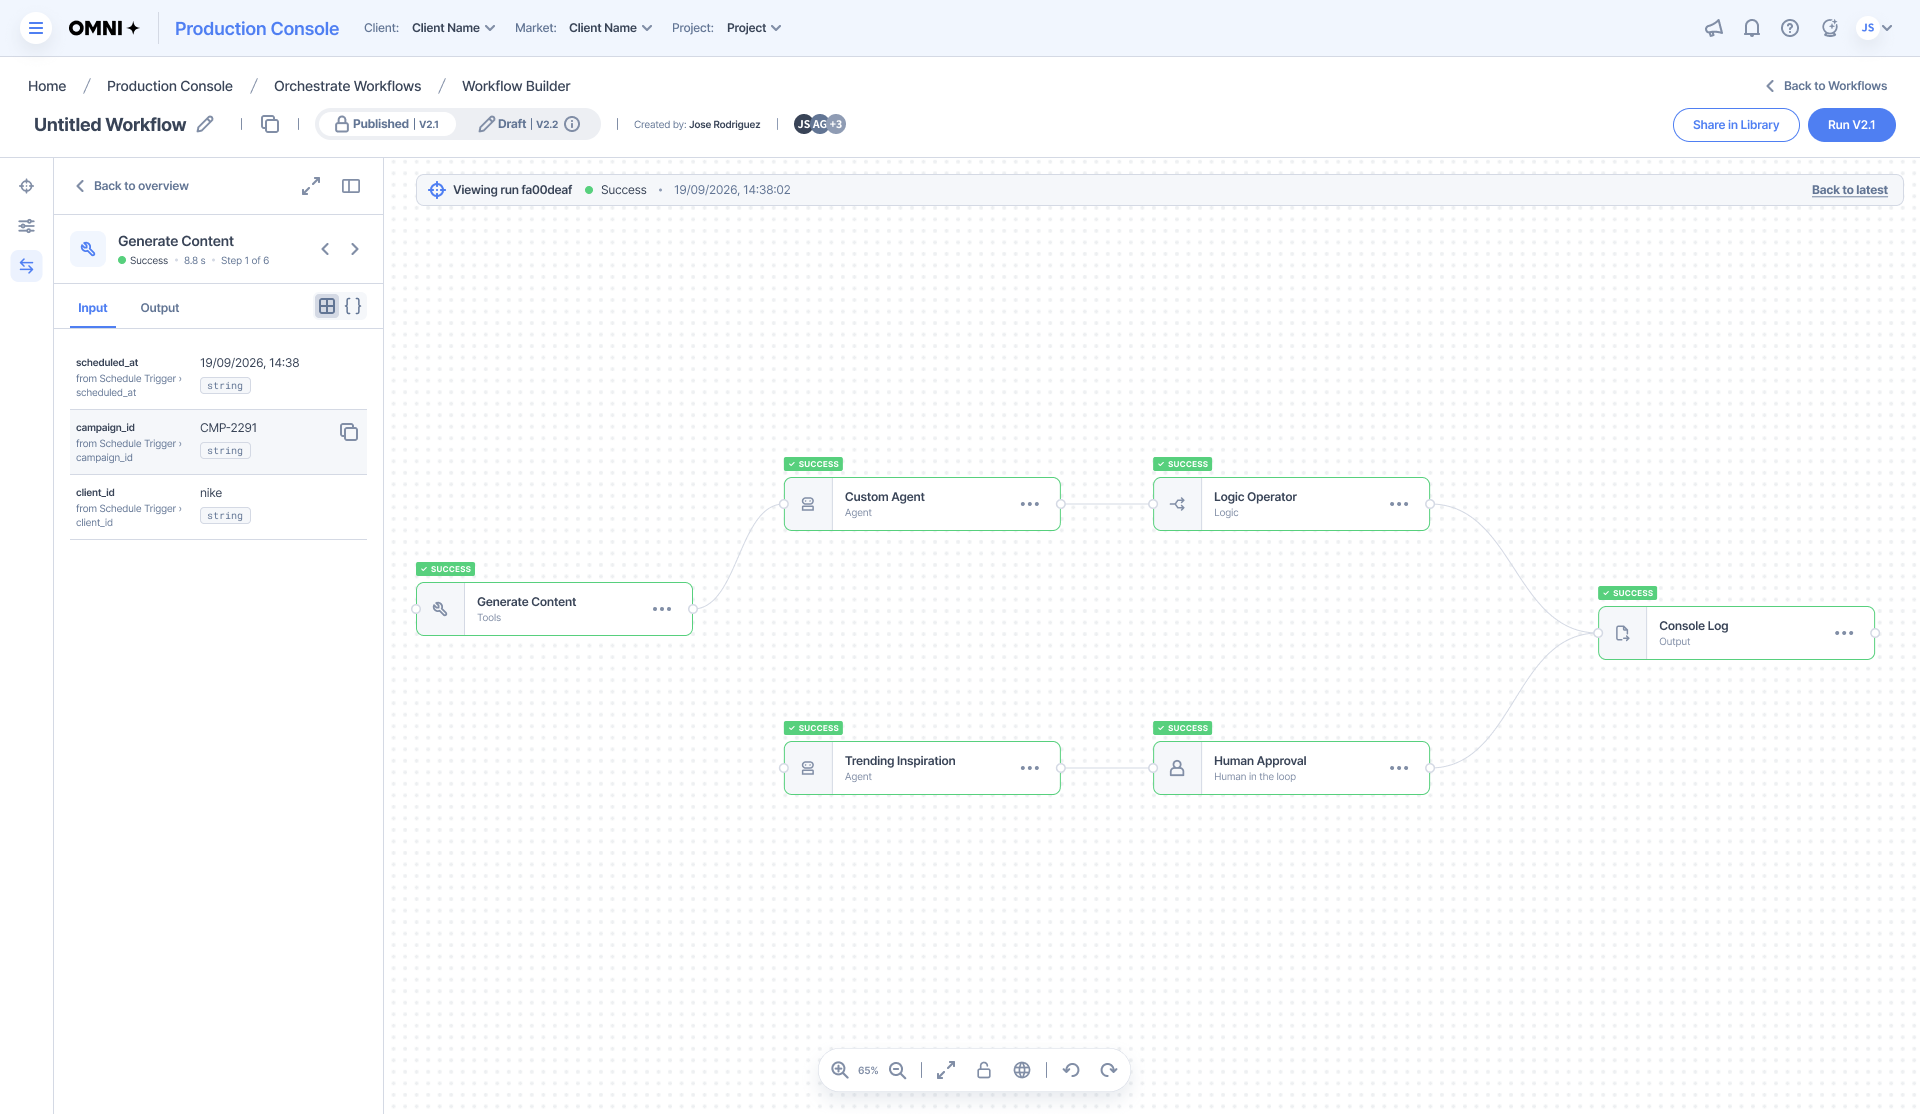 OMNI
Production Console
Client: Client Name
Market: Client Name
Project: Project
JS
Home / Production Console / Orchestrate Workflows / Workflow Builder
Back to Workflows
Untitled Workflow
Published | V2.1
Draft | V2.2
Created by: Jose Rodriguez
JS AG +3
Share in Library
Run V2.1
Back to overview
Viewing run fa00deaf
Success • 19/09/2026, 14:38:02
Back to latest
Generate Content
Success • 8.8 s • Step 1 of 6
Input
Output
{ }
scheduled_at
from Schedule Trigger ›
scheduled_at
19/09/2026, 14:38
string
campaign_id
from Schedule Trigger ›
campaign_id
CMP-2291
string
client_id
from Schedule Trigger ›
client_id
nike
string
SUCCESS
Generate Content
Tools
SUCCESS
Custom Agent
Agent
SUCCESS
Logic Operator
Logic
SUCCESS
Console Log
Output
SUCCESS
Trending Inspiration
Agent
SUCCESS
Human Approval
Human in the loop
65%